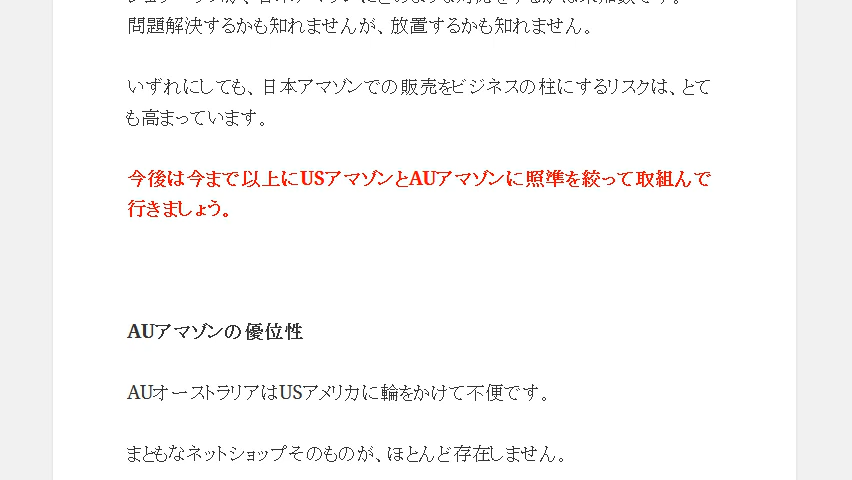 問題解決するかも知れませんが、放置するかも知れません。
いずれにしても、日本アマゾンでの販売をビジネスの柱にするリスクは、とて
も高まっています。
今後は今まで以上にUSアマゾンとAUアマゾンに照準を絞って取組んで
行きましょう。
AUアマゾンの優位性
AUオーストラリアはUSアメリカに輪をかけて不便です。
まともなネットショップそのものが、ほとんど存在しません。